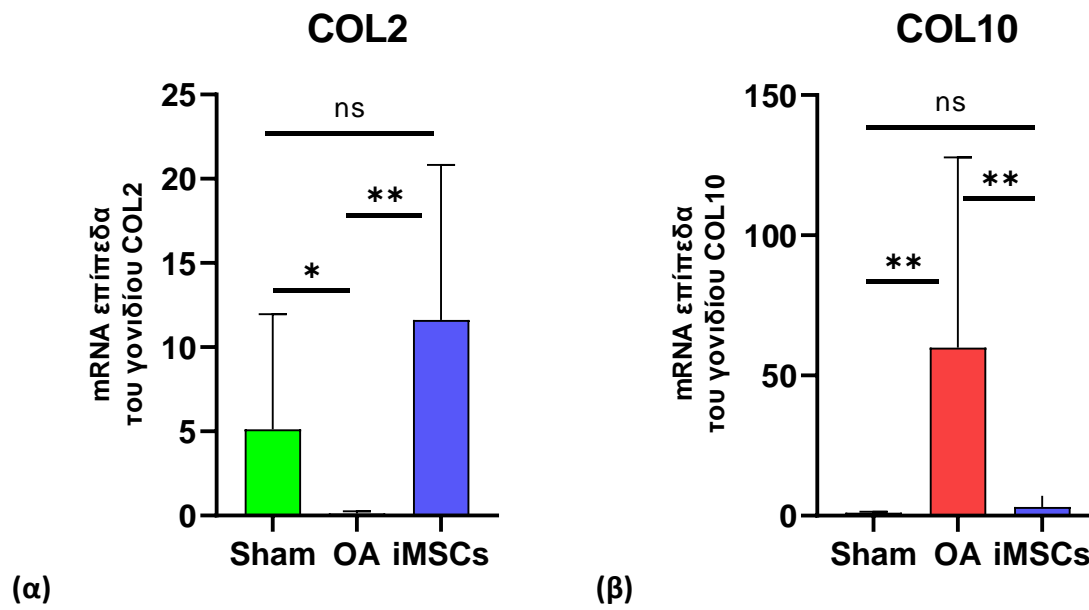 COL2
mRNA επίπεδα
του γονιδίου COL2
25
20
15
10
5
0
ns
**
*
Sham OA iMSCs
(α)
COL10
mRNA επίπεδα
του γονιδίου COL10
150
100
50
0
ns
**
**
Sham OA iMSCs
(β)